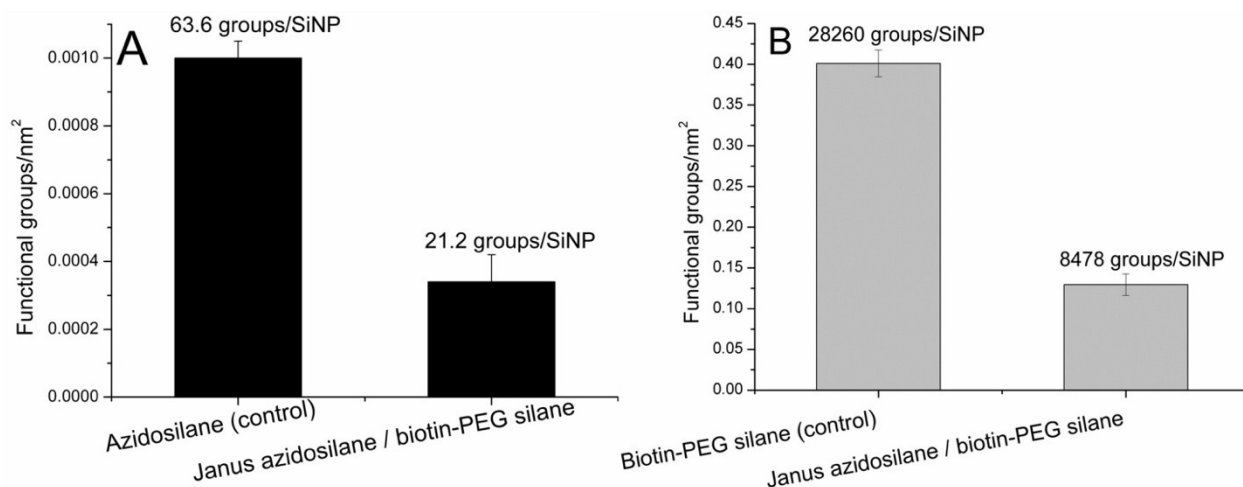 A
63.6 groups/SiNP
21.2 groups/SiNP
Functional groups/nm²
0.0010
0.0008
0.0006
0.0004
0.0002
0.0000
Azidosilane (control)
Janus azidosilane / biotin-PEG silane
B
28260 groups/SiNP
8478 groups/SiNP
Functional groups/nm²
0.45
0.40
0.35
0.30
0.25
0.20
0.15
0.10
0.05
0.00
Biotin-PEG silane (control)
Janus azidosilane / biotin-PEG silane